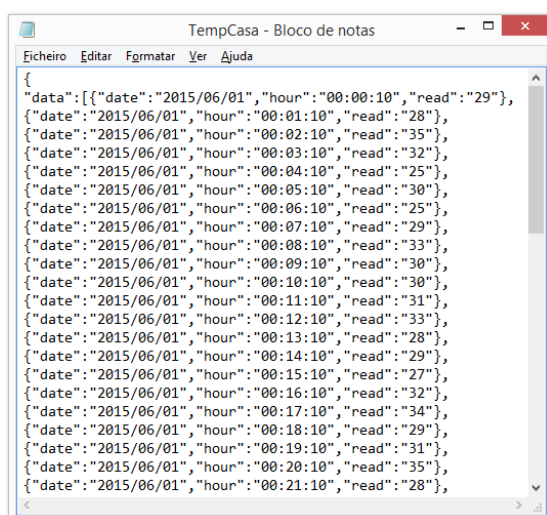 TempCasa - Bloco de notas
Ficheiro Editar Formatar Ver Ajuda
{
"data":[{"date":"2015/06/01","hour":"00:00:10","read":"29"},
{"date":"2015/06/01","hour":"00:01:10","read":"28"},
{"date":"2015/06/01","hour":"00:02:10","read":"35"},
{"date":"2015/06/01","hour":"00:03:10","read":"32"},
{"date":"2015/06/01","hour":"00:04:10","read":"25"},
{"date":"2015/06/01","hour":"00:05:10","read":"30"},
{"date":"2015/06/01","hour":"00:06:10","read":"25"},
{"date":"2015/06/01","hour":"00:07:10","read":"29"},
{"date":"2015/06/01","hour":"00:08:10","read":"33"},
{"date":"2015/06/01","hour":"00:09:10","read":"30"},
{"date":"2015/06/01","hour":"00:10:10","read":"30"},
{"date":"2015/06/01","hour":"00:11:10","read":"31"},
{"date":"2015/06/01","hour":"00:12:10","read":"33"},
{"date":"2015/06/01","hour":"00:13:10","read":"28"},
{"date":"2015/06/01","hour":"00:14:10","read":"29"},
{"date":"2015/06/01","hour":"00:15:10","read":"27"},
{"date":"2015/06/01","hour":"00:16:10","read":"32"},
{"date":"2015/06/01","hour":"00:17:10","read":"34"},
{"date":"2015/06/01","hour":"00:18:10","read":"29"},
{"date":"2015/06/01","hour":"00:19:10","read":"31"},
{"date":"2015/06/01","hour":"00:20:10","read":"35"},
{"date":"2015/06/01","hour":"00:21:10","read":"28"},